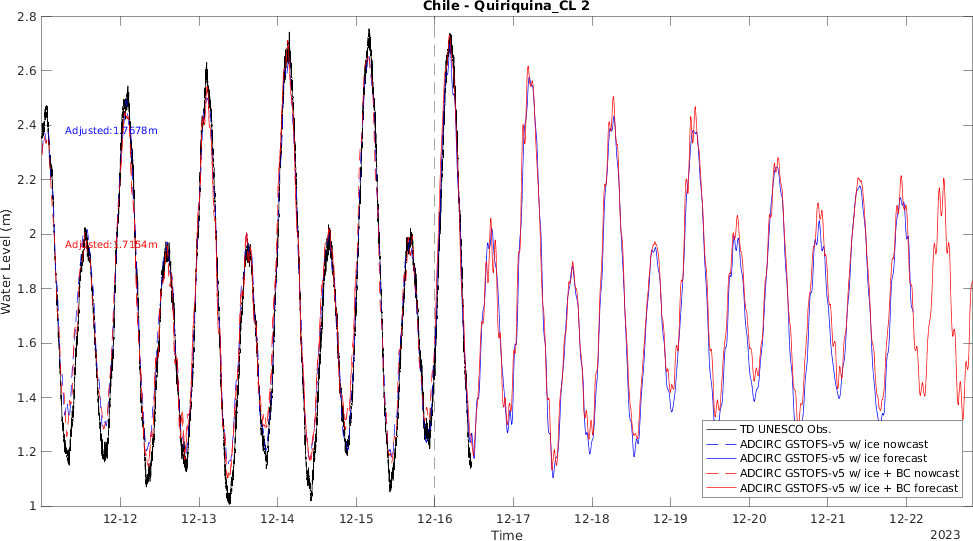 Chile - Quiriquina_CL 2
2.8
2.6
2.4
2.2
2
1.8
1.6
1.4
1.2
1
Water Level (m)
Adjusted:1.7678m
Adjusted:1.7154m
TD UNESCO Obs.
ADCIRC GSTOFS-v5 w/ ice nowcast
ADCIRC GSTOFS-v5 w/ ice forecast
ADCIRC GSTOFS-v5 w/ ice + BC nowcast
ADCIRC GSTOFS-v5 w/ ice + BC forecast
12-12 12-13 12-14 12-15 12-16 12-17 12-18 12-19 12-20 12-21 12-22
Time
2023